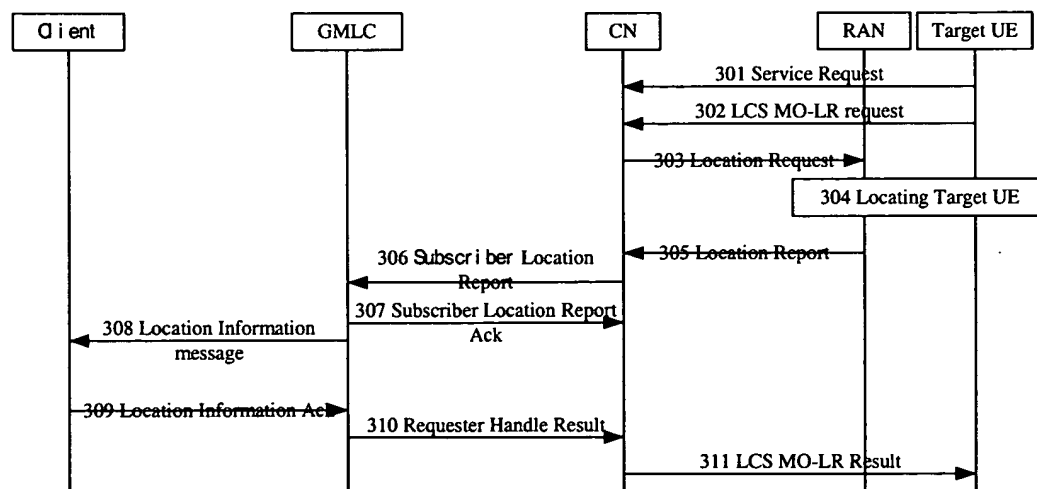 Client GMLC CN RAN Target UE
301 Service Request
302 LCS MO-LR request
303 Location Request
304 Locating Target UE
305 Location Report
306 Subscriber Location
Report
307 Subscriber Location Report
Ack
308 Location Information
message
309 Location Information Ack
310 Requester Handle Result
311 LCS MO-LR Result